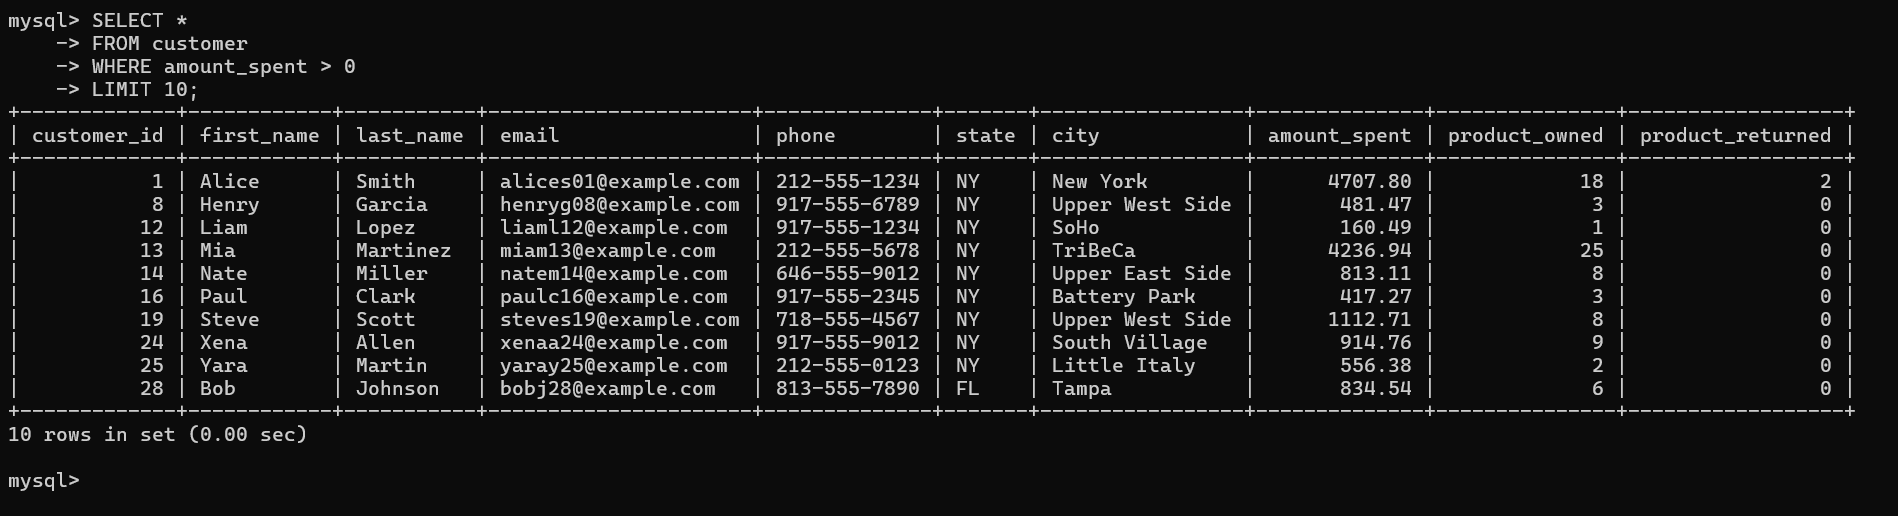 mysql> SELECT *
    -> FROM customer
    -> WHERE amount_spent > 0
    -> LIMIT 10;
+-------------+------------+-----------+----------------------+--------------+-------+-----------------+--------------+---------------+------------------+
| customer_id | first_name | last_name | email                | phone        | state | city            | amount_spent | product_owned | product_returned |
+-------------+------------+-----------+----------------------+--------------+-------+-----------------+--------------+---------------+------------------+
|           1 | Alice      | Smith     | alices01@example.com | 212-555-1234 | NY    | New York        |      4707.80 |            18 |                2 |
|           8 | Henry      | Garcia    | henryg08@example.com | 917-555-6789 | NY    | Upper West Side |       481.47 |             3 |                0 |
|          12 | Liam       | Lopez     | liaml12@example.com  | 917-555-1234 | NY    | SoHo            |       160.49 |             1 |                0 |
|          13 | Mia        | Martinez  | miam13@example.com   | 212-555-5678 | NY    | TriBeCa         |      4236.94 |            25 |                0 |
|          14 | Nate       | Miller    | natem14@example.com  | 646-555-9012 | NY    | Upper East Side |       813.11 |             8 |                0 |
|          16 | Paul       | Clark     | paulc16@example.com  | 917-555-2345 | NY    | Battery Park    |       417.27 |             3 |                0 |
|          19 | Steve      | Scott     | steves19@example.com | 718-555-4567 | NY    | Upper West Side |      1112.71 |             8 |                0 |
|          24 | Xena       | Allen     | xenaa24@example.com  | 917-555-9012 | NY    | South Village   |       914.76 |             9 |                0 |
|          25 | Yara       | Martin    | yaray25@example.com  | 212-555-0123 | NY    | Little Italy    |       556.38 |             2 |                0 |
|          28 | Bob        | Johnson   | bobj28@example.com   | 813-555-7890 | FL    | Tampa           |       834.54 |             6 |                0 |
+-------------+------------+-----------+----------------------+--------------+-------+-----------------+--------------+---------------+------------------+
10 rows in set (0.00 sec)

mysql>